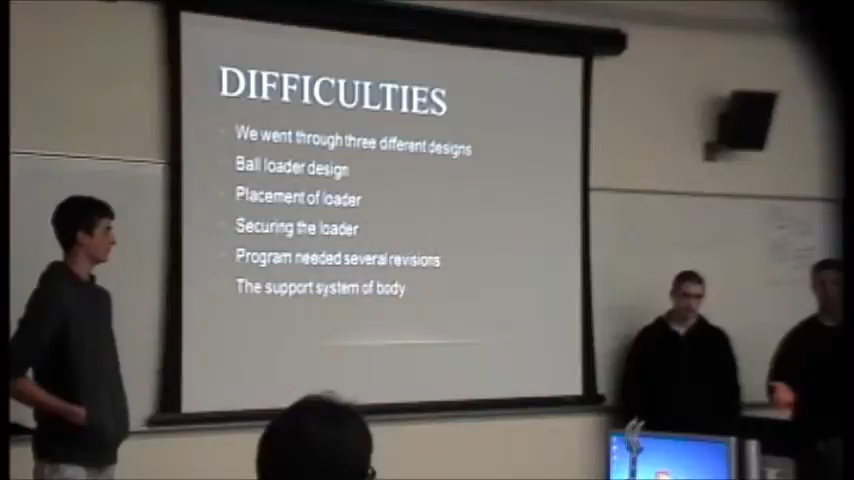 DIFFICULTIES
We went through three different designs
Ball loader design
Placement of loader
Securing the loader
Program needed several revisions
The support system of body